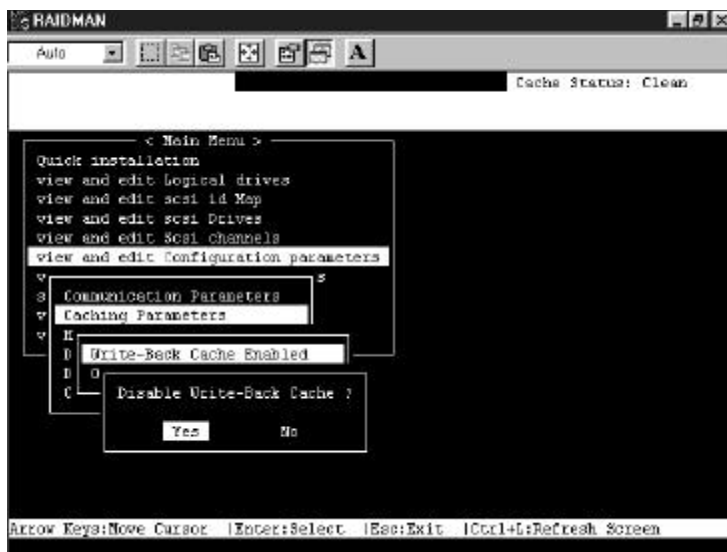 RAIDMAN
Auto
A
Cache Status: Clean
< Main Menu >
Quick installation
view and edit Logical drives
view and edit scsi id Map
view and edit scsi Drives
view and edit Scsi channels
view and edit Configuration parameters
v s
s Communication Parameters
v Caching Parameters
v M
D Write-Back Cache Enabled
D O
C Disable Write-Back Cache ?
Yes No
Arrow Keys:Move Cursor |Enter:Select |Esc:Exit |Ctrl+L:Refresh Screen